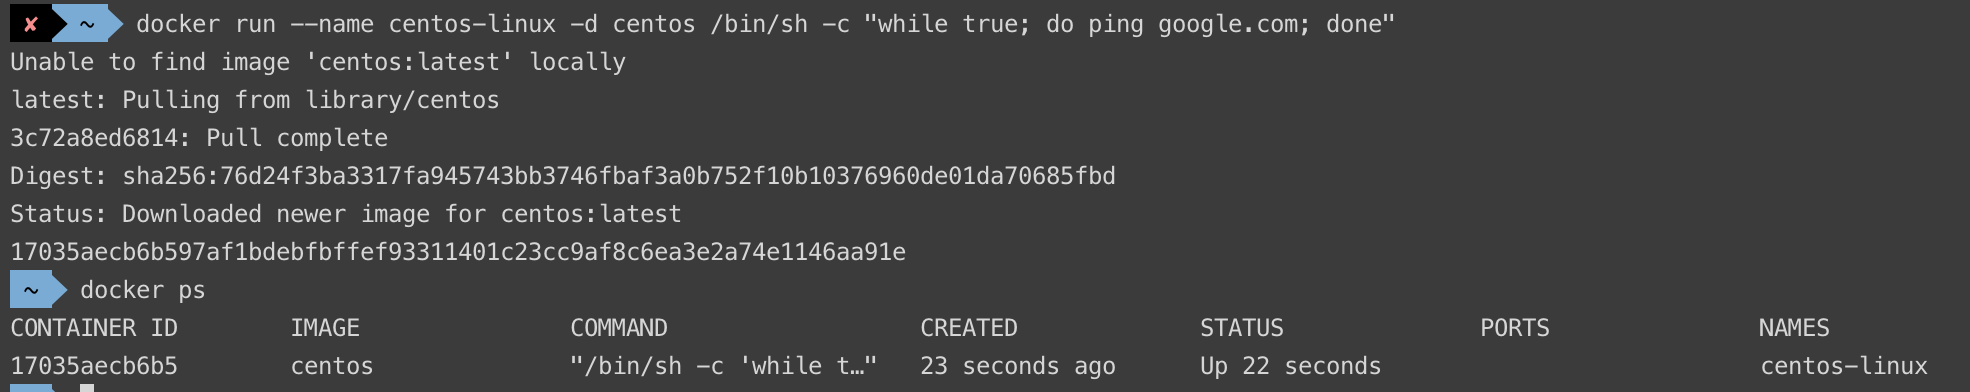 ✘ ~ docker run --name centos-linux -d centos /bin/sh -c "while true; do ping google.com; done"
Unable to find image 'centos:latest' locally
latest: Pulling from library/centos
3c72a8ed6814: Pull complete
Digest: sha256:76d24f3ba3317fa945743bb3746fbaf3a0b752f10b10376960de01da70685fbd
Status: Downloaded newer image for centos:latest
17035aecb6b597af1bdebfbffef93311401c23cc9af8c6ea3e2a74e1146aa91e
~ docker ps
CONTAINER ID IMAGE COMMAND CREATED STATUS PORTS NAMES
17035aecb6b5 centos "/bin/sh -c 'while t…" 23 seconds ago Up 22 seconds centos-linux